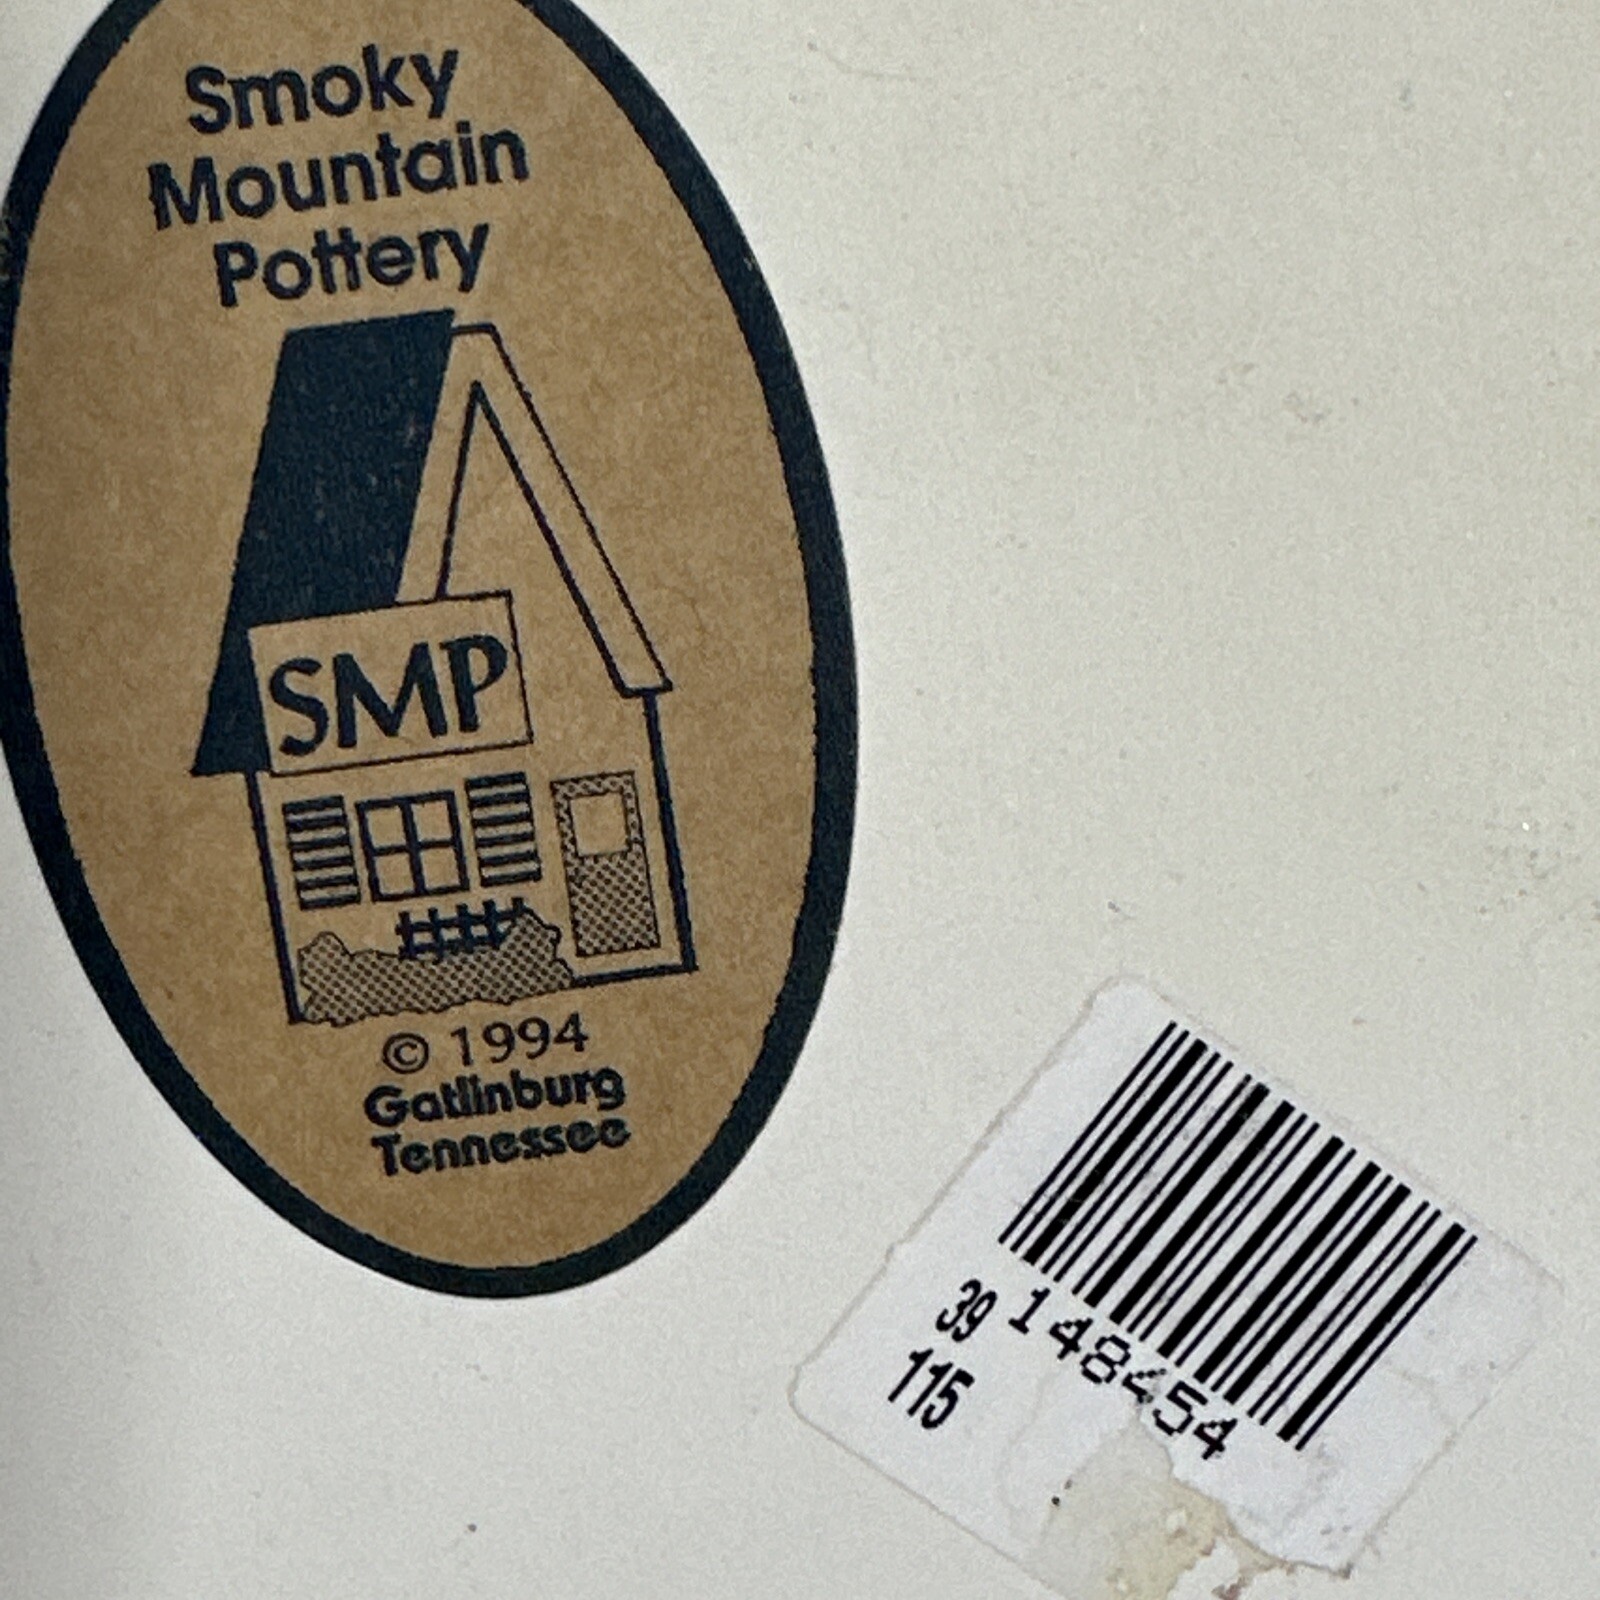 Smoky
Mountain
Pottery
SMP
© 1994
Gatlinburg
Tennessee
39 148454
115